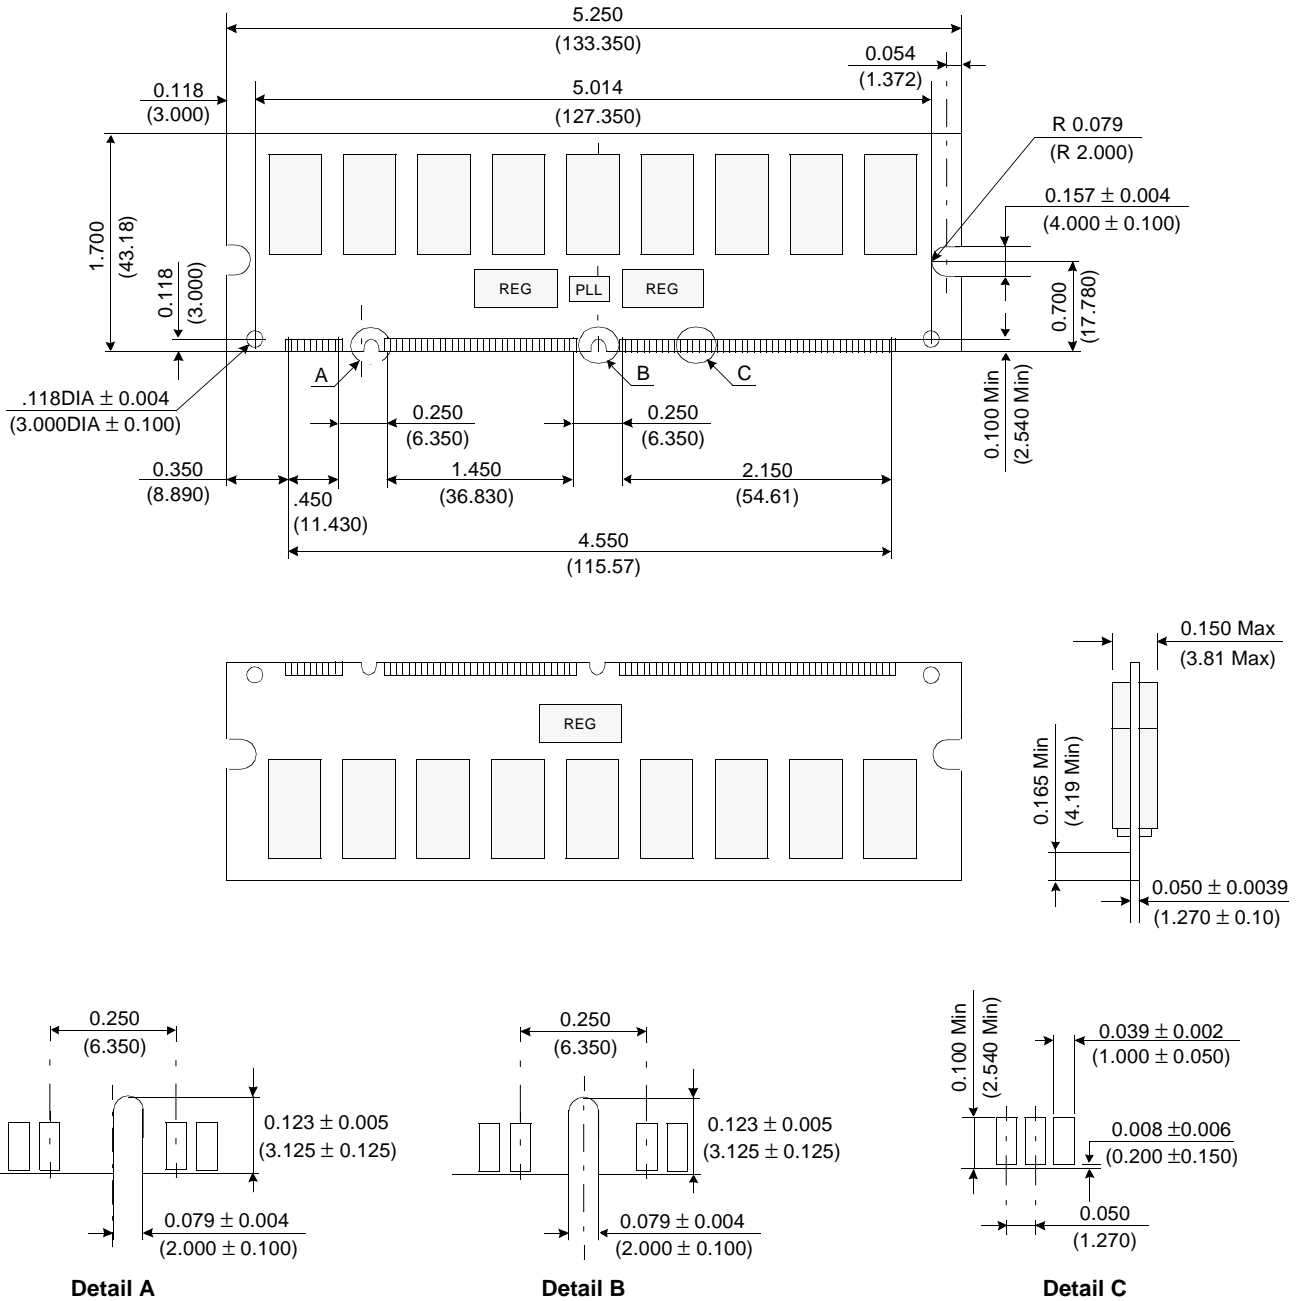 5.250
(133.350)
0.054
(1.372)
0.118
(3.000)
5.014
(127.350)
R 0.079
(R 2.000)
0.157 ± 0.004
(4.000 ± 0.100)
1.700
(43.18)
0.118
(3.000)
REG
PLL
REG
0.700
(17.780)
A
B
C
.118DIA ± 0.004
(3.000DIA ± 0.100)
0.250
(6.350)
0.250
(6.350)
0.100 Min
(2.540 Min)
0.350
(8.890)
.450
(11.430)
1.450
(36.830)
2.150
(54.61)
4.550
(115.57)
0.150 Max
(3.81 Max)
REG
0.165 Min
(4.19 Min)
0.050 ± 0.0039
(1.270 ± 0.10)
0.250
(6.350)
0.123 ± 0.005
(3.125 ± 0.125)
0.079 ± 0.004
(2.000 ± 0.100)
Detail A
0.250
(6.350)
0.123 ± 0.005
(3.125 ± 0.125)
0.079 ± 0.004
(2.000 ± 0.100)
Detail B
0.100 Min
(2.540 Min)
0.039 ± 0.002
(1.000 ± 0.050)
0.008 ±0.006
(0.200 ±0.150)
0.050
(1.270)
Detail C